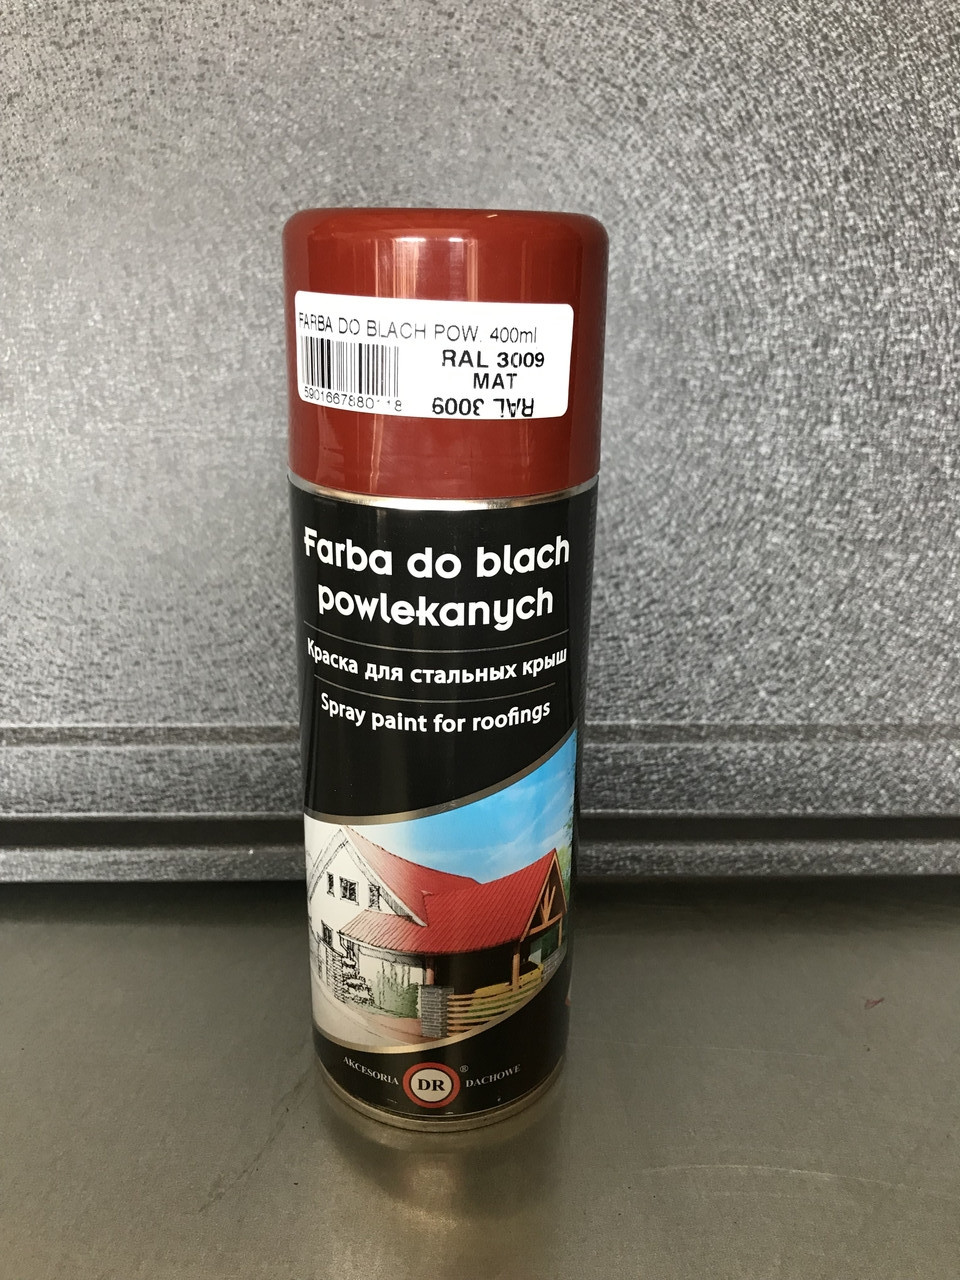 FARBA DO BLACH POW. 400ml
RAL 3009
MAT
RAL 3009
Farba do blach
powlekanych
Краска для стальных крыш
Spray paint for roofings
AKCESORIA DR ® DACHOWE